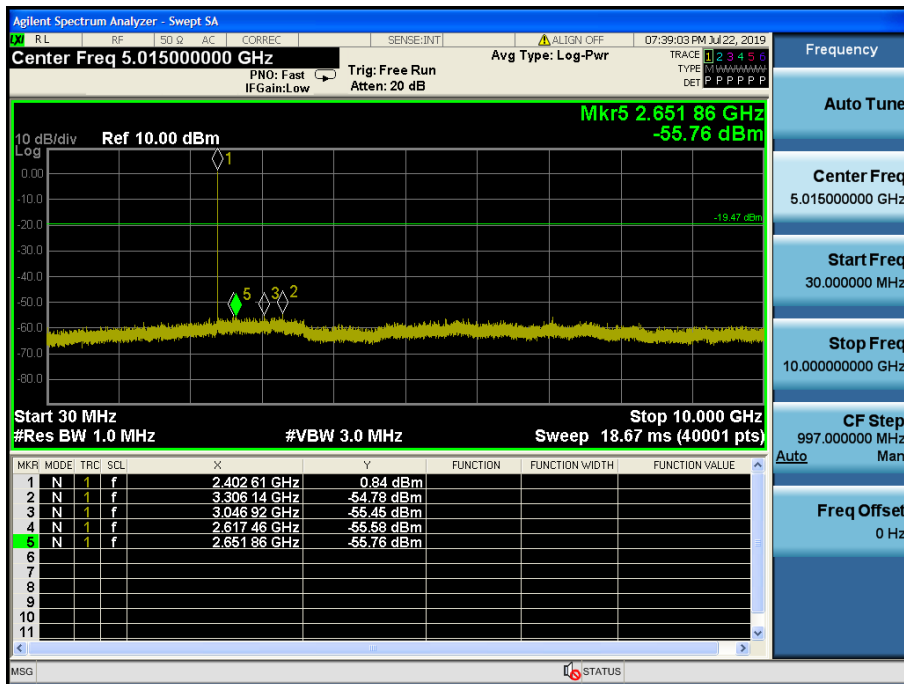 Agilent Spectrum Analyzer - Swept SA
LXI RL RF 50 Ω AC CORREC SENSE:INT ALIGN OFF 07:39:03 PM Jul 22, 2019
Center Freq 5.015000000 GHz
PNO: Fast
IFGain:Low
Trig: Free Run
Atten: 20 dB
Avg Type: Log-Pwr
TRACE 1 2 3 4 5 6
TYPE M WWWWW
DET P P P P P P
Mkr5 2.651 86 GHz
-55.76 dBm
10 dB/div Ref 10.00 dBm
Log
1
0.00
-10.0
-19.47 dBm
-20.0
-30.0
-40.0
5 3 2
-50.0
-60.0
-70.0
-80.0
Start 30 MHz Stop 10.000 GHz
#Res BW 1.0 MHz #VBW 3.0 MHz Sweep 18.67 ms (40001 pts)
MKR MODE TRC SCL X Y FUNCTION FUNCTION WIDTH FUNCTION VALUE
1 N 1 f 2.402 61 GHz 0.84 dBm
2 N 1 f 3.306 14 GHz -54.78 dBm
3 N 1 f 3.046 92 GHz -55.45 dBm
4 N 1 f 2.617 46 GHz -55.58 dBm
5 N 1 f 2.651 86 GHz -55.76 dBm
6
7
8
9
10
11
MSG STATUS
Frequency
Auto Tune
Center Freq
5.015000000 GHz
Start Freq
30.000000 MHz
Stop Freq
10.000000000 GHz
CF Step
997.000000 MHz
Auto Man
Freq Offset
0 Hz